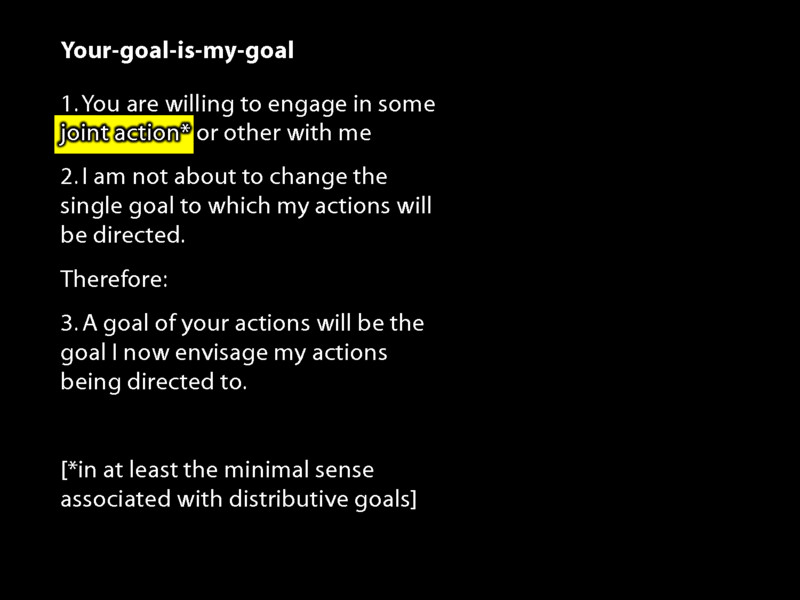 Your-goal-is-my-goal
1. You are willing to engage in some
joint action* or other with me
2. I am not about to change the
single goal to which my actions will
be directed.
Therefore:
3. A goal of your actions will be the
goal I now envisage my actions
being directed to.
[*in at least the minimal sense
associated with distributive goals]